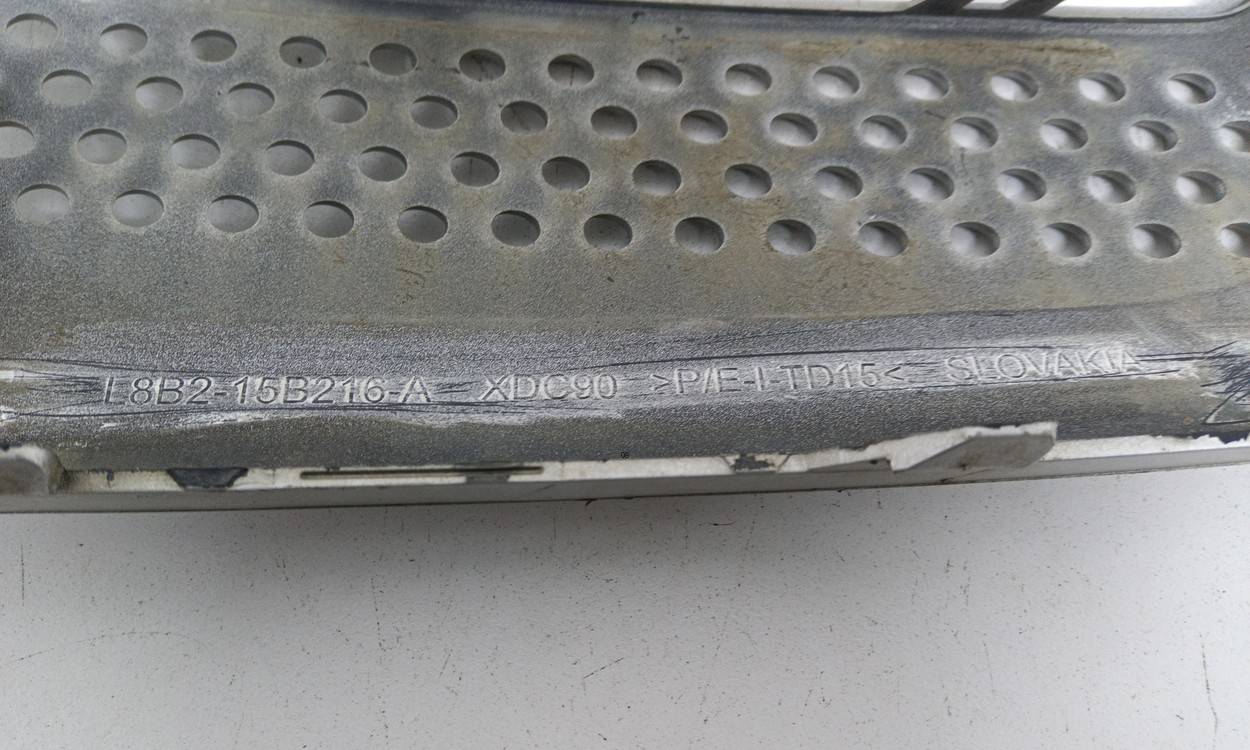 L8B2-15B216-A XDC90 >P/E-I-TD15< SLOVAKIA